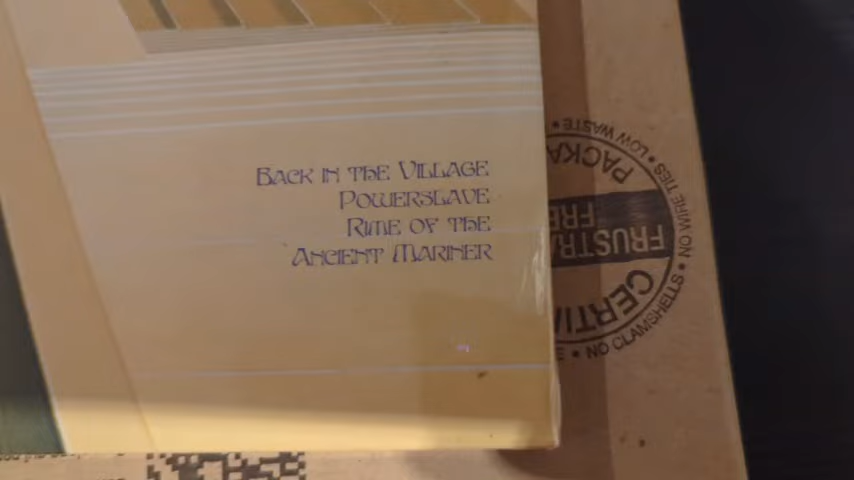 Back in the Village
Powerslave
Rime of the
Ancient Mariner
PACKA
FRUSTRA
FRE
CERTI
LOW WASTE • NO WIRE TIES • NO CLAMSHELLS •